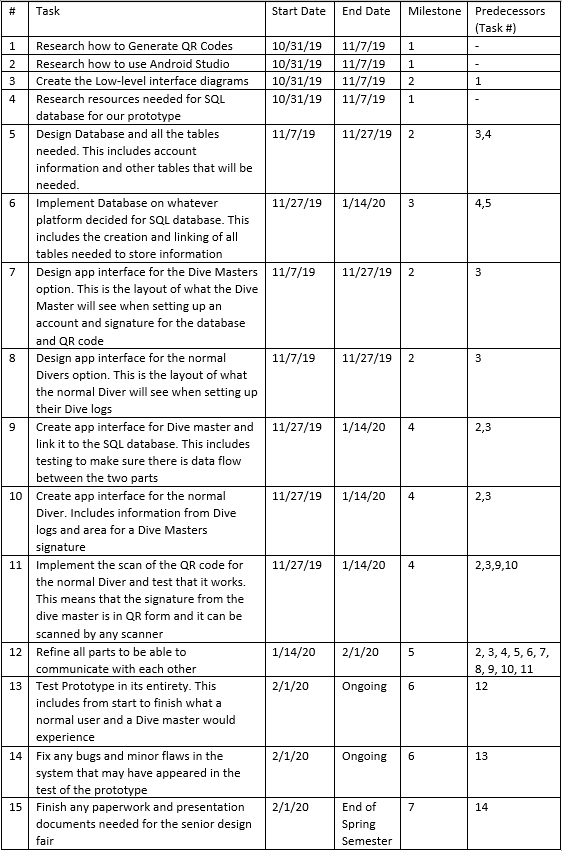 # Task Start Date End Date Milestone Predecessors
(Task #)
1 Research how to Generate QR Codes 10/31/19 11/7/19 1 -
2 Research how to use Android Studio 10/31/19 11/7/19 1 -
3 Create the Low-level interface diagrams 10/31/19 11/7/19 2 1
4 Research resources needed for SQL 10/31/19 11/7/19 1 -
database for our prototype
5 Design Database and all the tables 11/7/19 11/27/19 2 3,4
needed. This includes account
information and other tables that will be
needed.
6 Implement Database on whatever 11/27/19 1/14/20 3 4,5
platform decided for SQL database. This
includes the creation and linking of all
tables needed to store information
7 Design app interface for the Dive Masters 11/7/19 11/27/19 2 3
option. This is the layout of what the Dive
Master will see when setting up an
account and signature for the database
and QR code
8 Design app interface for the normal 11/7/19 11/27/19 2 3
Divers option. This is the layout of what
the normal Diver will see when setting up
their Dive logs
9 Create app interface for Dive master and 11/27/19 1/14/20 4 2,3
link it to the SQL database. This includes
testing to make sure there is data flow
between the two parts
10 Create app interface for the normal 11/27/19 1/14/20 4 2,3
Diver. Includes information from Dive
logs and area for a Dive Masters
signature
11 Implement the scan of the QR code for 11/27/19 1/14/20 4 2,3,9,10
the normal Diver and test that it works.
This means that the signature from the
dive master is in QR form and it can be
scanned by any scanner
12 Refine all parts to be able to 1/14/20 2/1/20 5 2, 3, 4, 5, 6, 7,
communicate with each other 8, 9, 10, 11
13 Test Prototype in its entirety. This 2/1/20 Ongoing 6 12
includes from start to finish what a
normal user and a Dive master would
experience
14 Fix any bugs and minor flaws in the 2/1/20 Ongoing 6 13
system that may have appeared in the
test of the prototype
15 Finish any paperwork and presentation 2/1/20 End of 7 14
documents needed for the senior design Spring
fair Semester